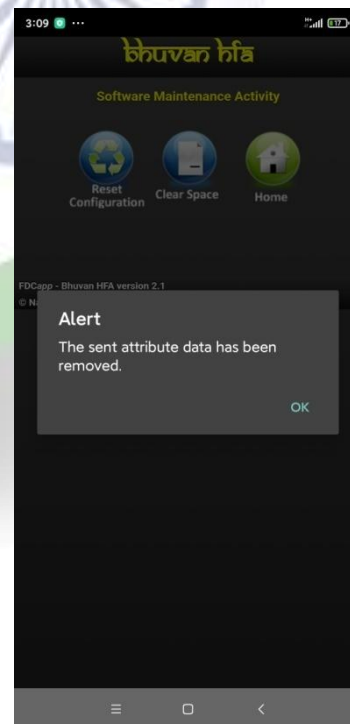 3:09 ...
17
bhuvan hfa
Software Maintenance Activity
Reset
Configuration
Clear Space
Home
FDCapp - Bhuvan HFA version 2.1
Alert
The sent attribute data has been
removed.
OK